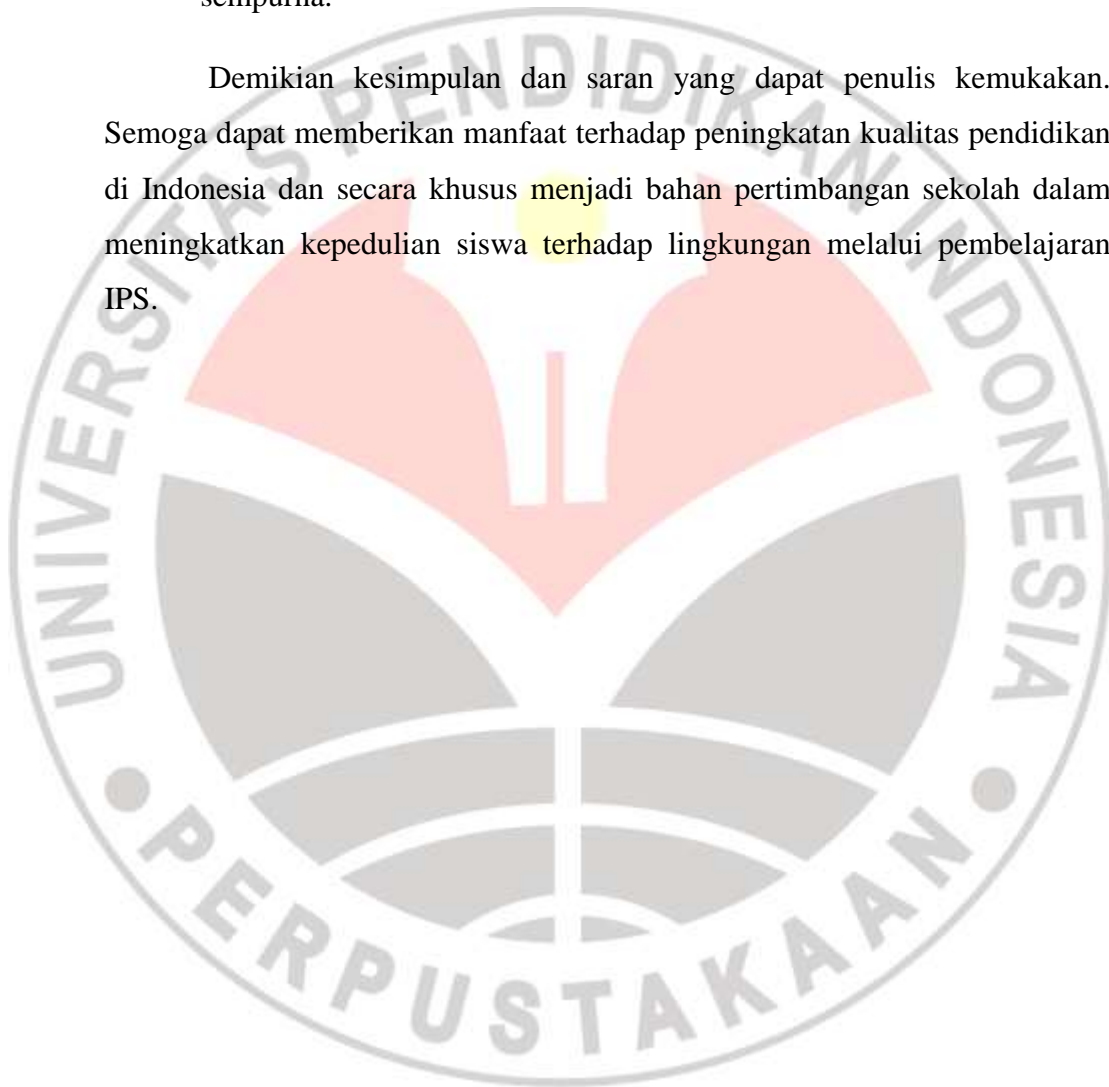 sempurna.
Demikian kesimpulan dan saran yang dapat penulis kemukakan.
Semoga dapat memberikan manfaat terhadap peningkatan kualitas pendidikan
di Indonesia dan secara khusus menjadi bahan pertimbangan sekolah dalam
meningkatkan kepedulian siswa terhadap lingkungan melalui pembelajaran
IPS.
UNIVERSITAS PENDIDIKAN INDONESIA
PERPUSTAKAAN